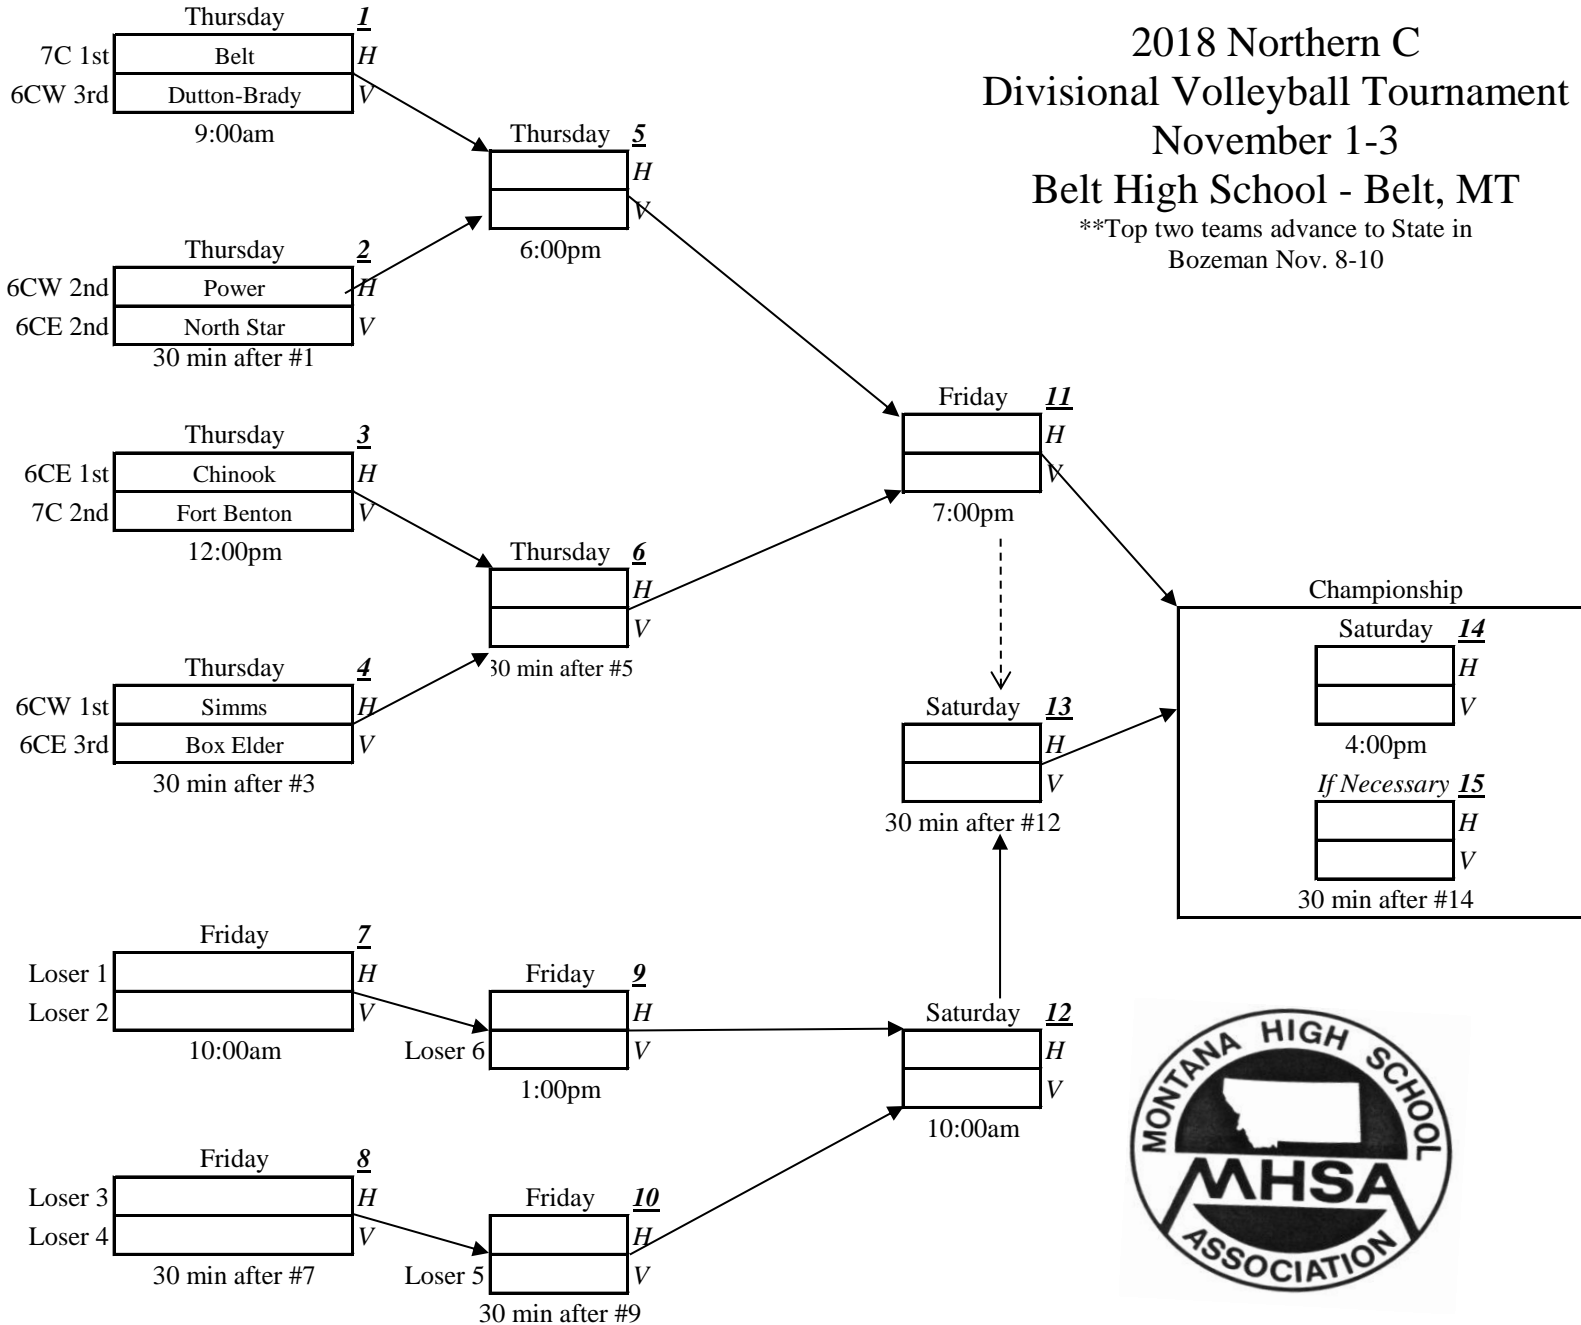 2018 Northern C
Divisional Volleyball Tournament
November 1-3
Belt High School - Belt, MT
**Top two teams advance to State in
Bozeman Nov. 8-10
Thursday 1
7C 1st Belt H
6CW 3rd Dutton-Brady V
9:00am
Thursday 2
6CW 2nd Power H
6CE 2nd North Star V
30 min after #1
Thursday 3
6CE 1st Chinook H
7C 2nd Fort Benton V
12:00pm
Thursday 4
6CW 1st Simms H
6CE 3rd Box Elder V
30 min after #3
Thursday 5
H
V
6:00pm
Thursday 6
H
V
30 min after #5
Friday 7
Loser 1 H
Loser 2 V
10:00am
Friday 8
Loser 3 H
Loser 4 V
30 min after #7
Friday 9
H
Loser 6 V
1:00pm
Friday 10
H
Loser 5 V
30 min after #9
Friday 11
H
V
7:00pm
Saturday 12
H
V
10:00am
Saturday 13
H
V
30 min after #12
Championship
Saturday 14
H
V
4:00pm
If Necessary 15
H
V
30 min after #14
MONTANA HIGH SCHOOL
MHSA
ASSOCIATION